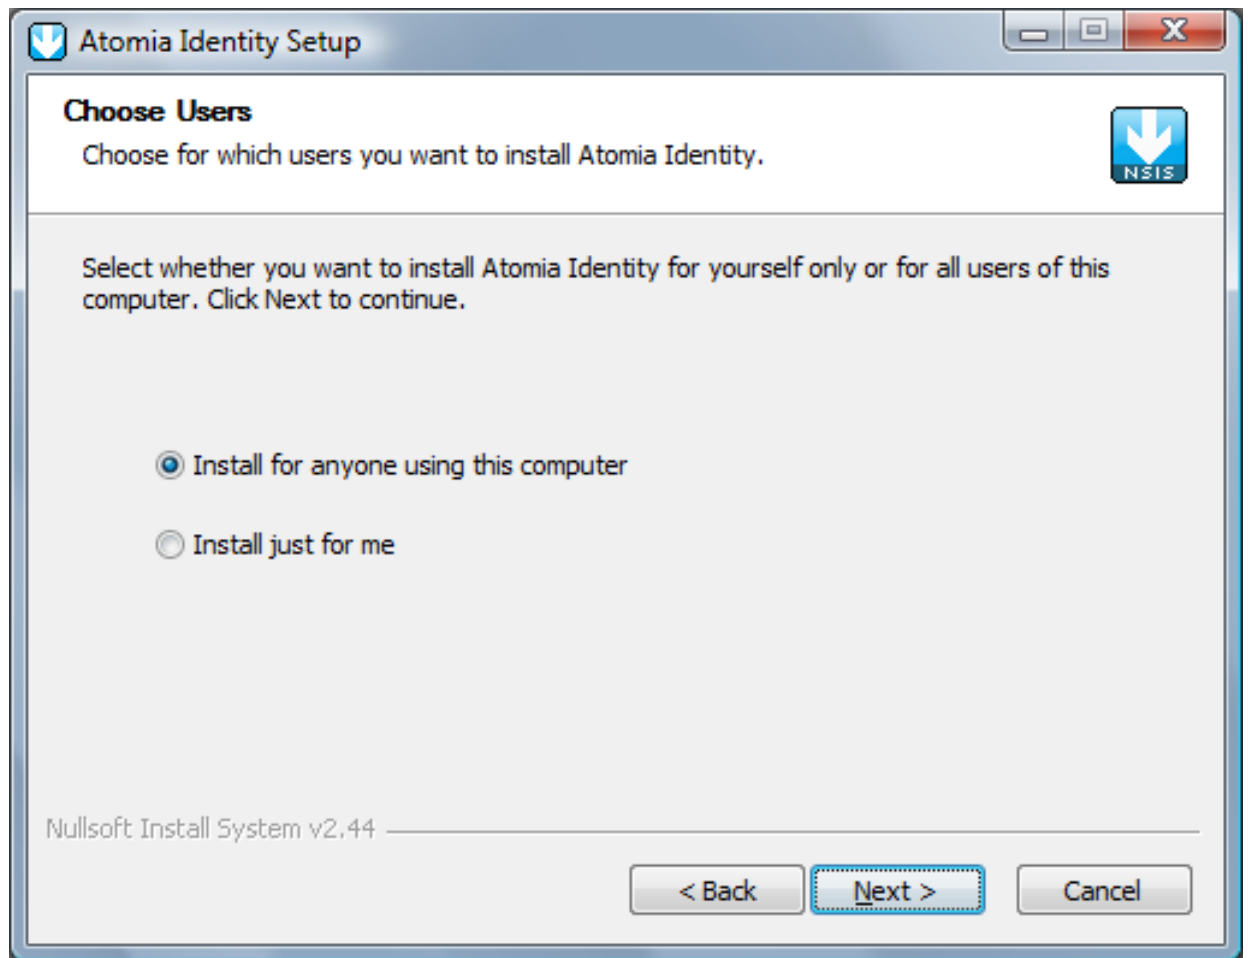 Atomia Identity Setup
Choose Users
Choose for which users you want to install Atomia Identity.
NSIS
Select whether you want to install Atomia Identity for yourself only or for all users of this
computer. Click Next to continue.
Install for anyone using this computer
Install just for me
Nullsoft Install System v2.44
< Back Next > Cancel